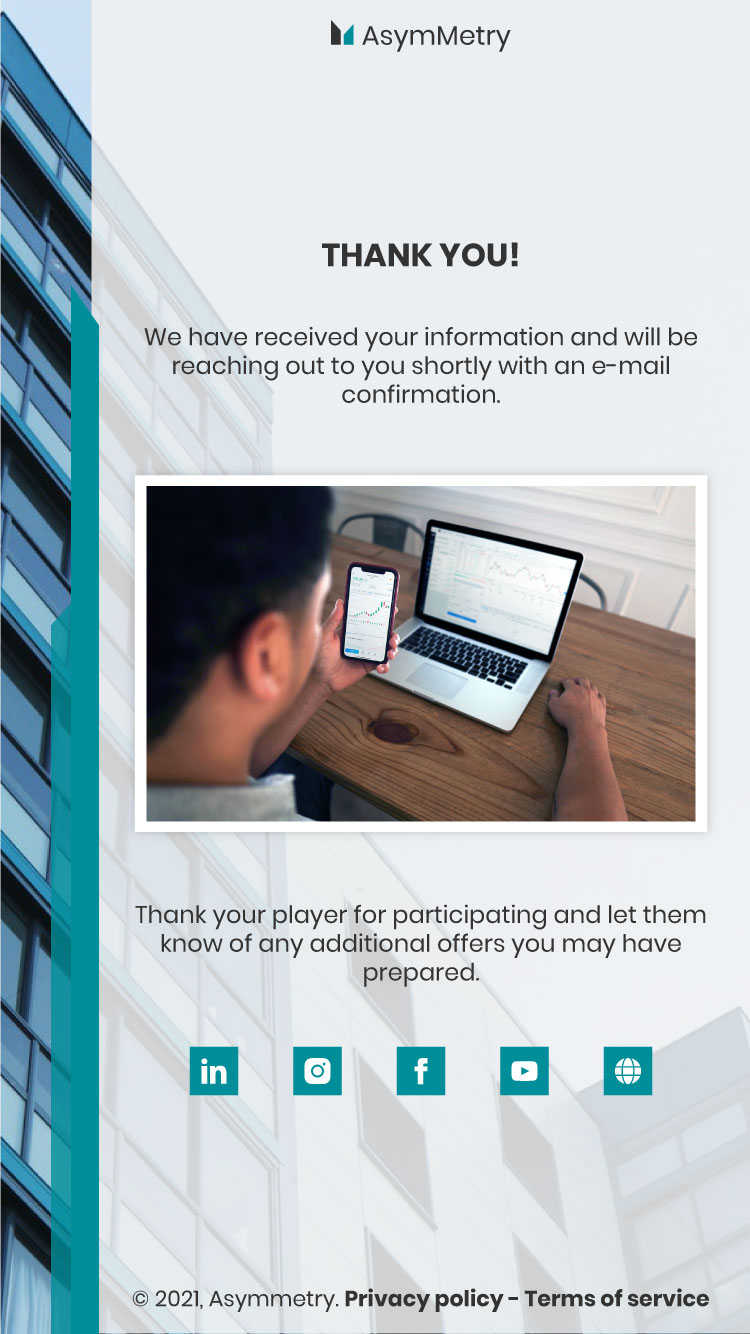 AsymMetry
THANK YOU!
We have received your information and will be
reaching out to you shortly with an e-mail
confirmation.
Thank your player for participating and let them
know of any additional offers you may have
prepared.
in
f
© 2021, Asymmetry. Privacy policy - Terms of service